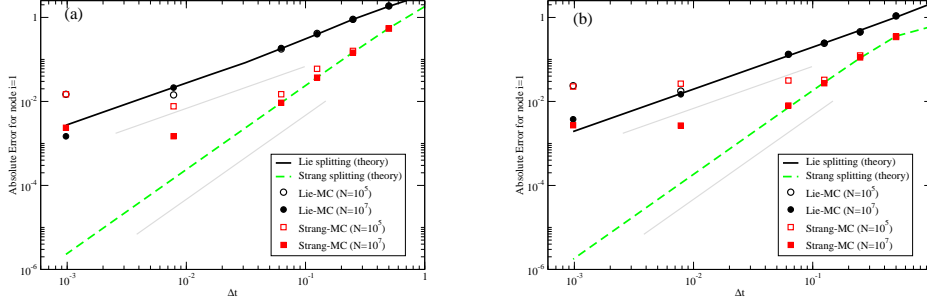 (a)
Absolute Error for node i=1
1
10^-2
10^-4
10^-6
10^-3
10^-2
10^-1
1
Δt
Lie splitting (theory)
Strang splitting (theory)
Lie-MC (N=10^5)
Lie-MC (N=10^7)
Strang-MC (N=10^5)
Strang-MC (N=10^7)
(b)
Absolute Error for mode i=1
1
10^-2
10^-4
10^-6
10^-3
10^-2
10^-1
Δt
Lie splitting (theory)
Strang splitting (theory)
Lie-MC (N=10^5)
Lie-MC (N=10^7)
Strang-MC (N=10^5)
Strang-MC (N=10^7)